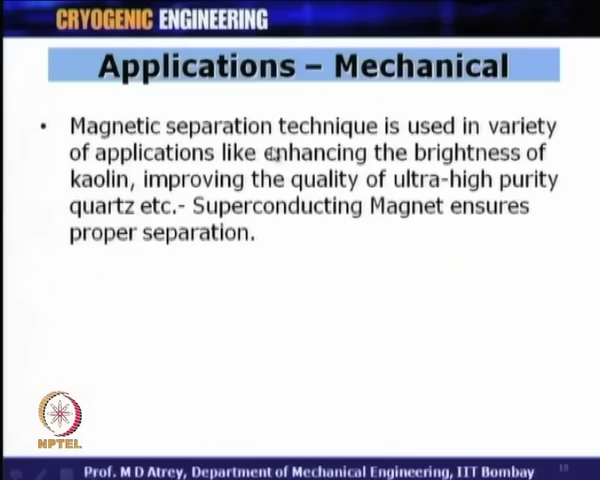 CRYOGENIC ENGINEERING
Applications – Mechanical
• Magnetic separation technique is used in variety
of applications like enhancing the brightness of
kaolin, improving the quality of ultra-high purity
quartz etc.- Superconducting Magnet ensures
proper separation.
NPTEL
Prof. M D Atrey, Department of Mechanical Engineering, IIT Bombay
19